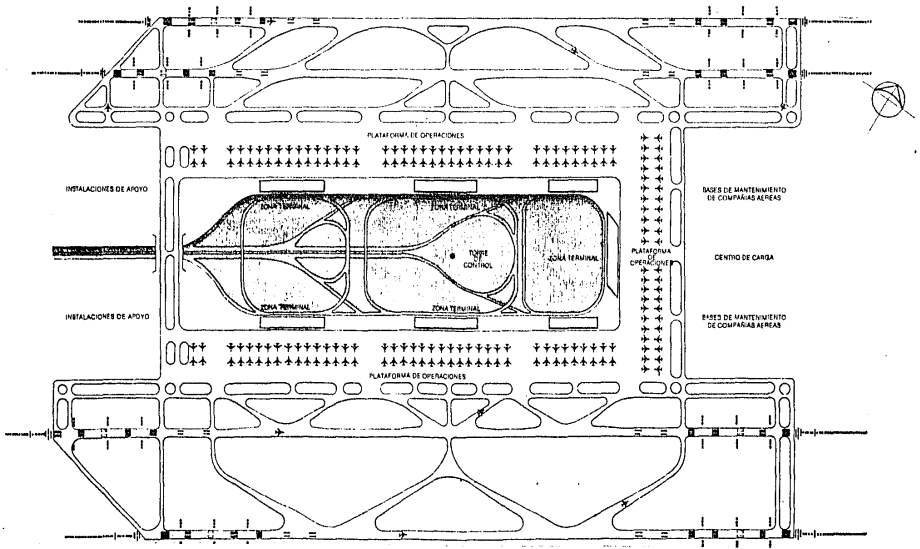 PLATAFORMA DE OPERACIONES
INSTALACIONES DE APOYO
BASES DE MANTENIMIENTO
DE COMPAÑIAS AEREAS
ZONA TERMINAL
ZONA TERMINAL
TORRE
DE
CONTROL
ZONA TERMINAL
PLATAFORMA
DE
OPERACIONES
CENTRO DE CARGA
INSTALACIONES DE APOYO
ZONA TERMINAL
ZONA TERMINAL
BASES DE MANTENIMIENTO
DE COMPAÑIAS AEREAS
PLATAFORMA DE OPERACIONES